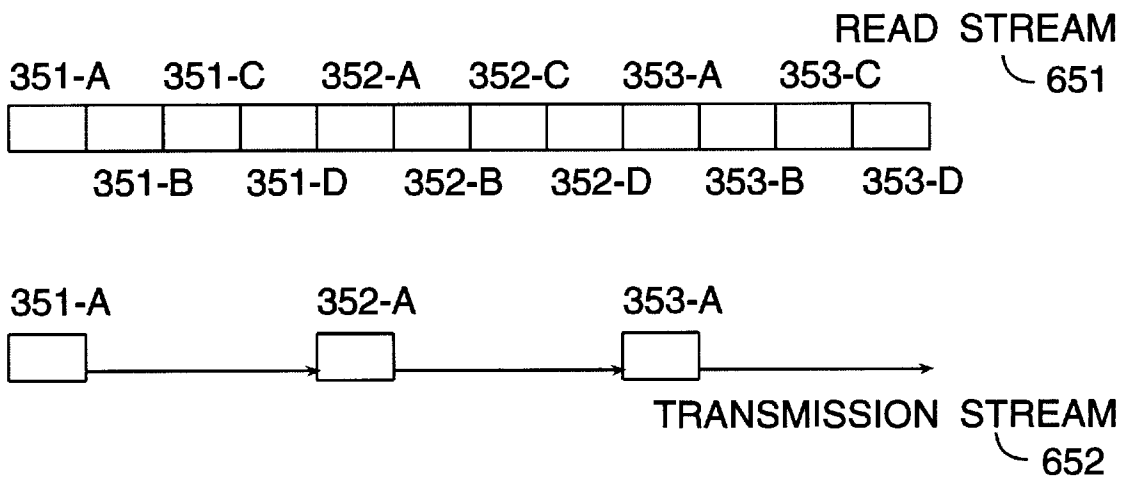 READ STREAM
651
351-A 351-C 352-A 352-C 353-A 353-C
351-B 351-D 352-B 352-D 353-B 353-D
351-A 352-A 353-A
TRANSMISSION STREAM
652